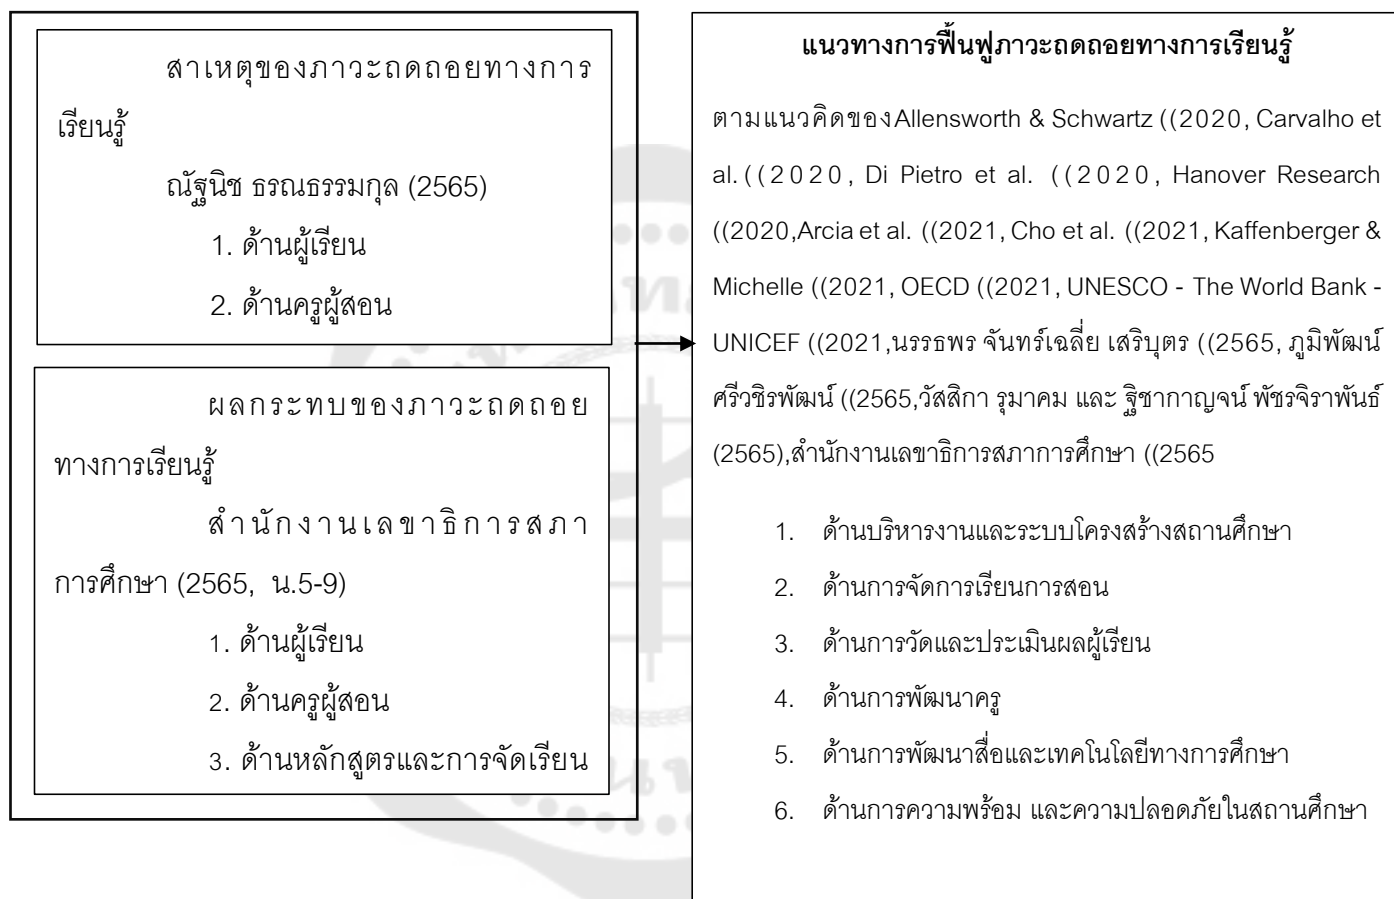 สาเหตุของภาวะถดถอยทางการ
เรียนรู้
ณัฐนิช ธรณธรรมกุล (2565)
1. ด้านผู้เรียน
2. ด้านครูผู้สอน
ผลกระทบของภาวะถดถอย
ทางการเรียนรู้
สำนักงานเลขาธิการสภา
การศึกษา (2565, น.5-9)
1. ด้านผู้เรียน
2. ด้านครูผู้สอน
3. ด้านหลักสูตรและการจัดเรียน
แนวทางการฟื้นฟูภาวะถดถอยทางการเรียนรู้
ตามแนวคิดของAllensworth & Schwartz ((2020, Carvalho et
al. ((2020, Di Pietro et al. ((2020, Hanover Research
((2020,Arcia et al. ((2021, Cho et al. ((2021, Kaffenberger &
Michelle ((2021, OECD ((2021, UNESCO - The World Bank -
UNICEF ((2021,นรรธพร จันทร์เฉลี่ย เสริบุตร ((2565, ภูมิพัฒน์
ศรีวชิรพัฒน์ ((2565,วัสสิกา รุมาคม และ ฐิชากาญจน์ พัชรจิราพันธ์
(2565),สำนักงานเลขาธิการสภาการศึกษา ((2565
1. ด้านบริหารงานและระบบโครงสร้างสถานศึกษา
2. ด้านการจัดการเรียนการสอน
3. ด้านการวัดและประเมินผลผู้เรียน
4. ด้านการพัฒนาครู
5. ด้านการพัฒนาสื่อและเทคโนโลยีทางการศึกษา
6. ด้านการความพร้อม และความปลอดภัยในสถานศึกษา